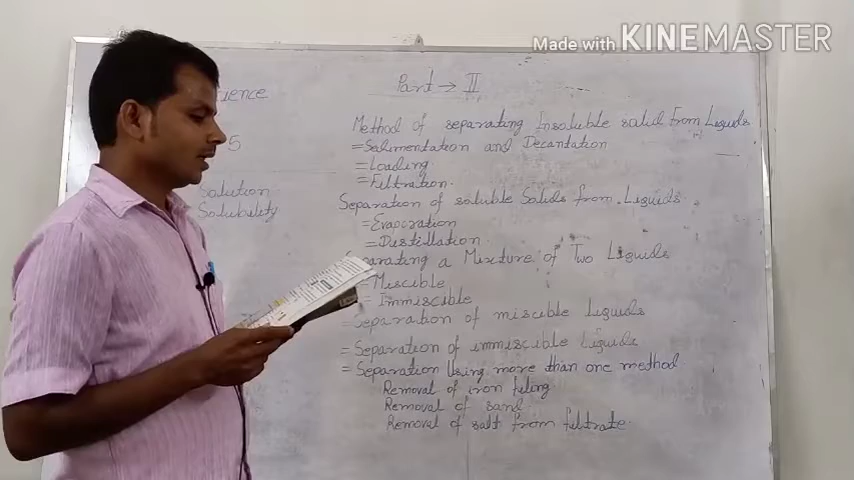 Made with KINEMASTER
Part → II
ience
Method of separating Insoluble solid from Liquids
5
= Sedimentation and Decantation
= Loading
= Filtration.
Solution
Solubility
Separation of soluble Solids from Liquids
= Evaporation
= Distillation
Separating a Mixture of Two Liquids
= Miscible
= Immiscible
Separation of miscible liquids
= Separation of immiscible Liquids
= Separation Using more than one method
Removal of iron filing
Removal of sand
Removal of salt from filtrate